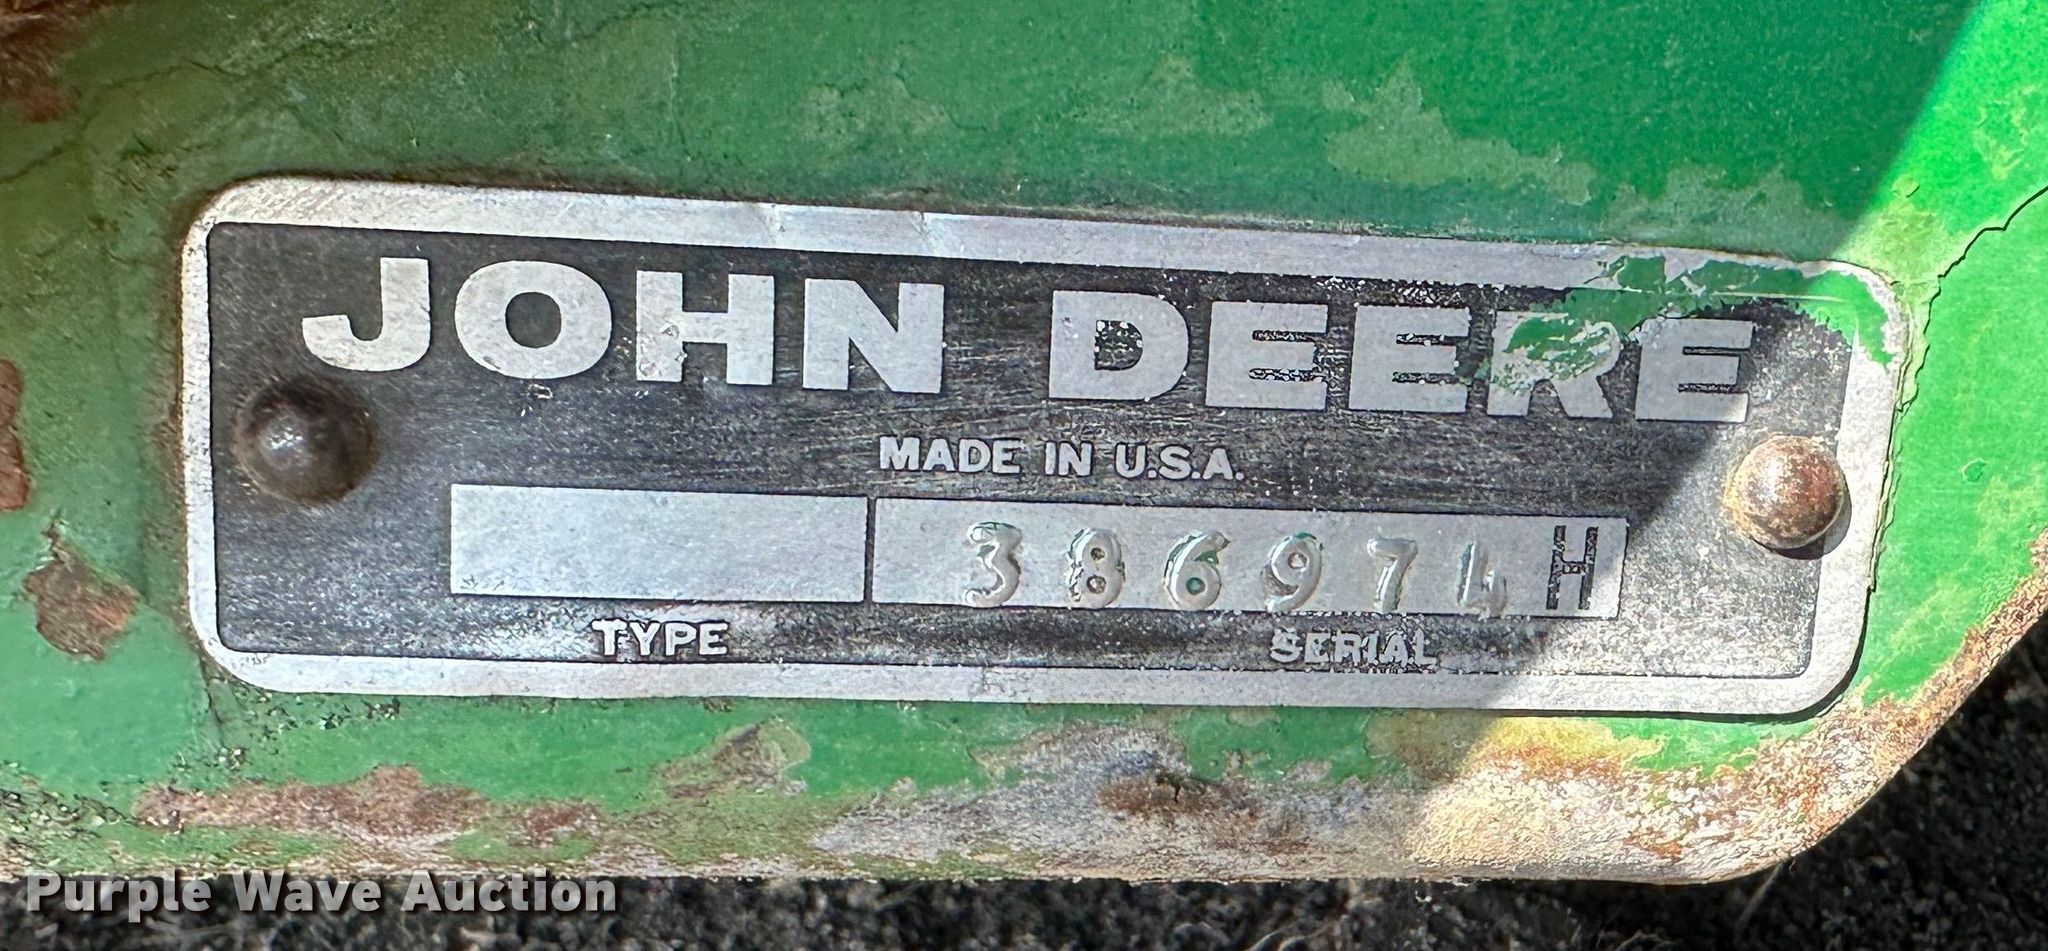 JOHN DEERE
MADE IN U.S.A.
386974H
TYPE SERIAL
Purple Wave Auction